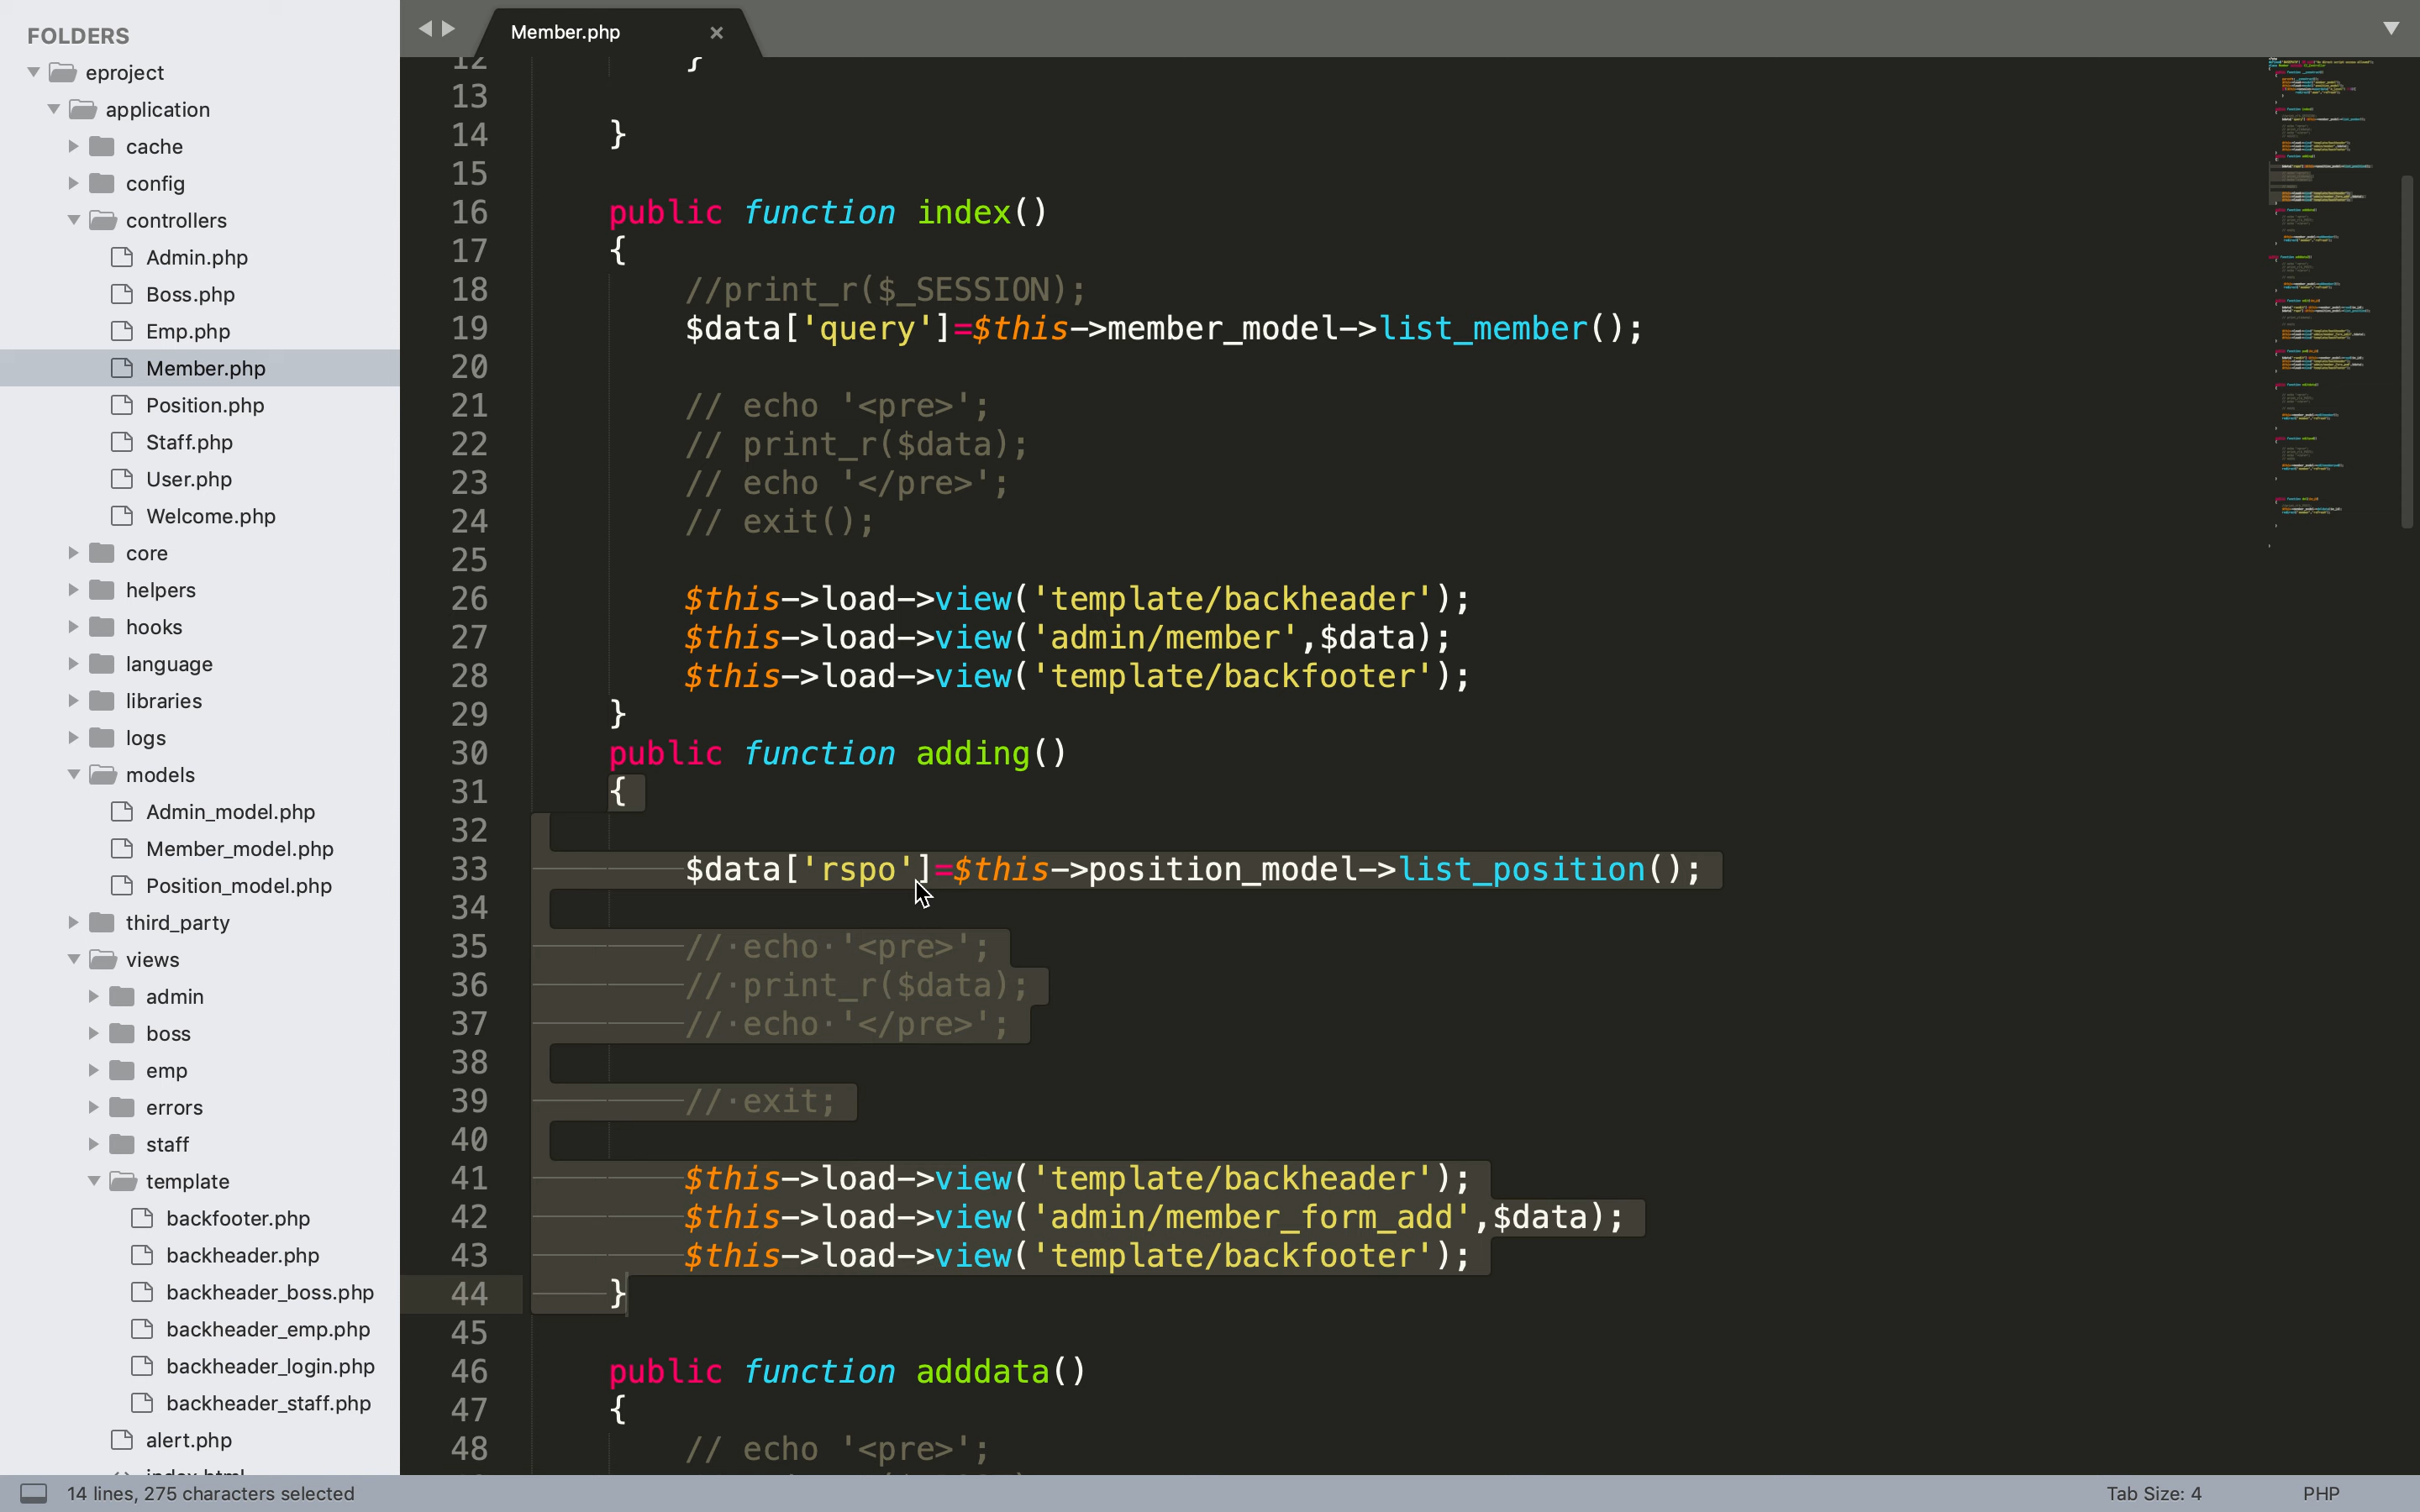 FOLDERS
eproject
application
cache
config
controllers
Admin.php
Boss.php
Emp.php
Member.php
Position.php
Staff.php
User.php
Welcome.php
core
helpers
hooks
language
libraries
logs
models
Admin_model.php
Member_model.php
Position_model.php
third_party
views
admin
boss
emp
errors
staff
template
backfooter.php
backheader.php
backheader_boss.php
backheader_emp.php
backheader_login.php
backheader_staff.php
alert.php
index.html
Member.php ×
12 }
13
14 }
15
16 public function index()
17 {
18 //print_r($_SESSION);
19 $data['query']=$this->member_model->list_member();
20
21 // echo '<pre>';
22 // print_r($data);
23 // echo '</pre>';
24 // exit();
25
26 $this->load->view('template/backheader');
27 $this->load->view('admin/member',$data);
28 $this->load->view('template/backfooter');
29 }
30 public function adding()
31 {
32
33 $data['rspo']=$this->position_model->list_position();
34
35 // echo '<pre>';
36 // print_r($data);
37 // echo '</pre>';
38
39 // exit;
40
41 $this->load->view('template/backheader');
42 $this->load->view('admin/member_form_add',$data);
43 $this->load->view('template/backfooter');
44 }
45
46 public function adddata()
47 {
48 // echo '<pre>';
14 lines, 275 characters selected
Tab Size: 4
PHP